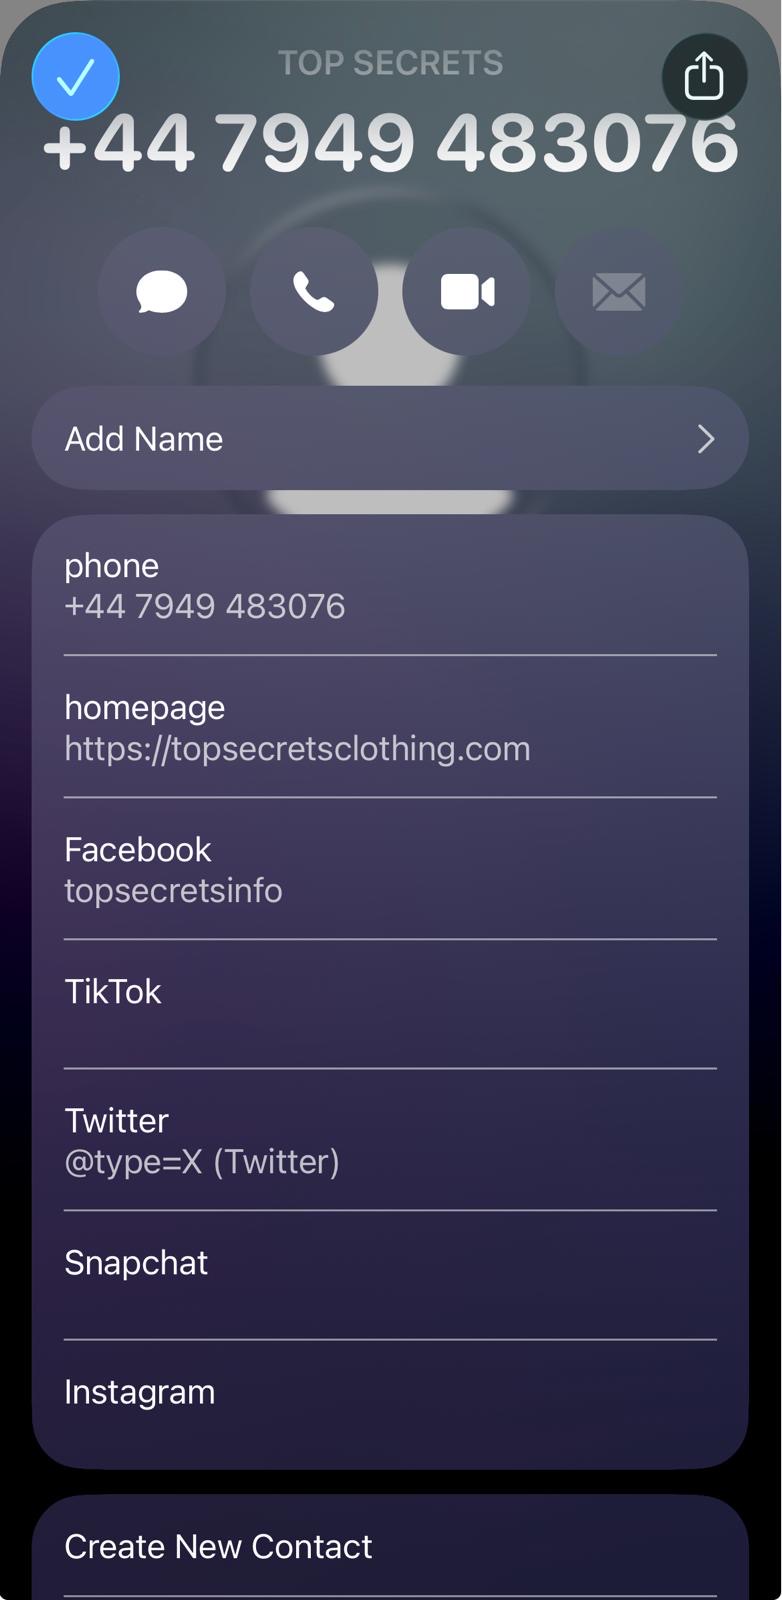 TOP SECRETS
+44 7949 483076
Add Name
phone
+44 7949 483076
homepage
https://topsecretsclothing.com
Facebook
topsecretsinfo
TikTok
Twitter
@type=X (Twitter)
Snapchat
Instagram
Create New Contact